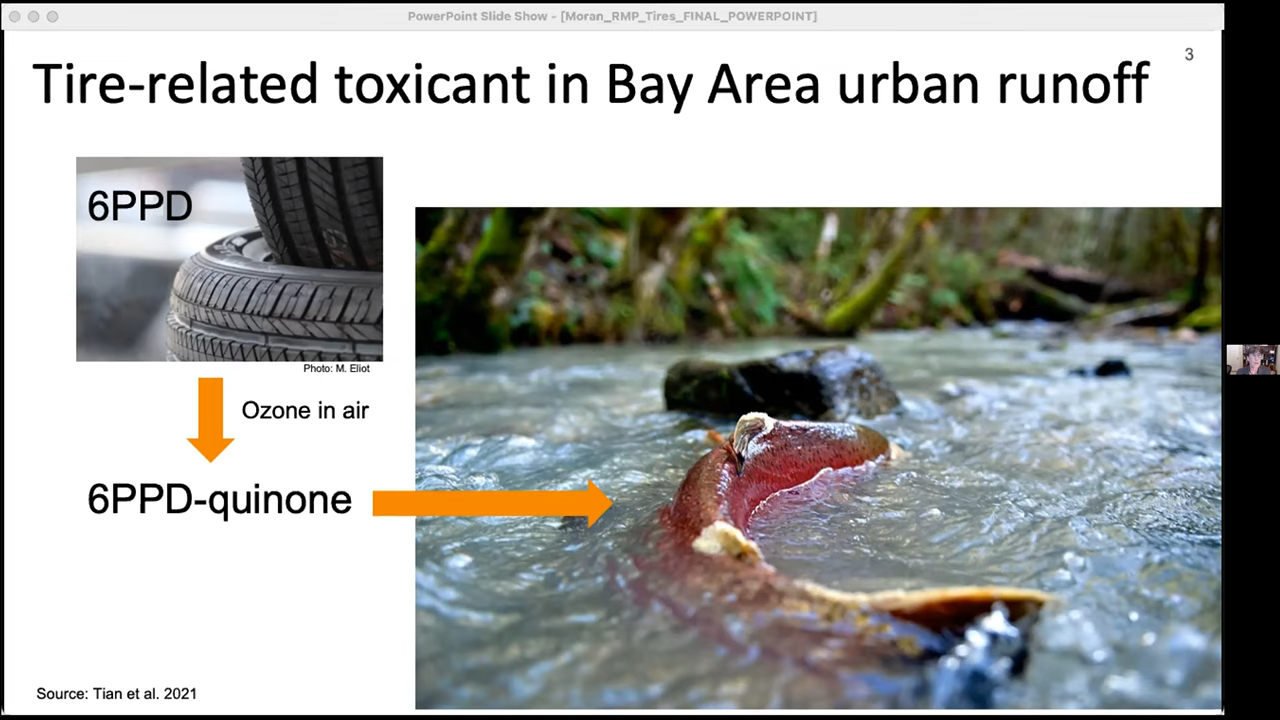 PowerPoint Slide Show - [Moran_RMP_Tires_FINAL_POWERPOINT]
3
Tire-related toxicant in Bay Area urban runoff
6PPD
Photo: M. Eliot
Ozone in air
6PPD-quinone
Source: Tian et al. 2021